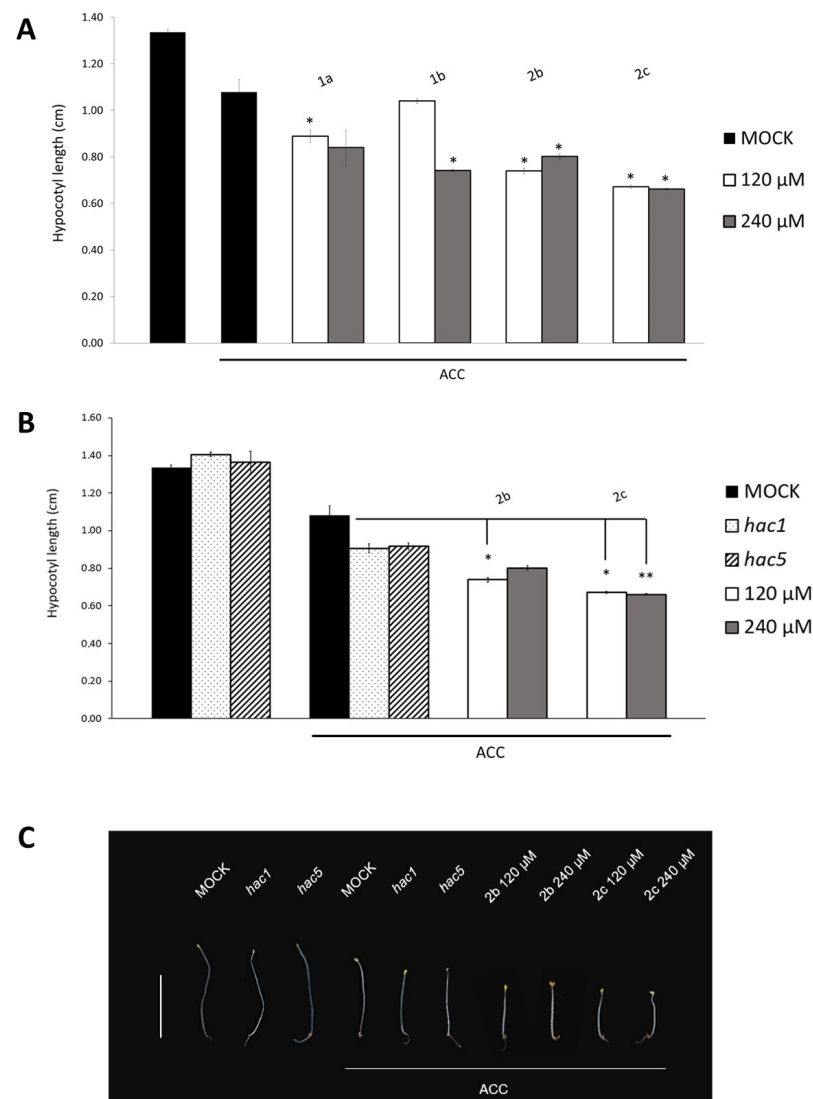 A
1.40
1.20
1.00
0.80
0.60
0.40
0.20
0.00
Hypocotyl length (cm)
1a
1b
2b
2c
*
*
*
*
*
*
ACC
MOCK
120 µM
240 µM
B
1.60
1.40
1.20
1.00
0.80
0.60
0.40
0.20
0.00
Hypocotyl length (cm)
2b
2c
*
*
**
ACC
MOCK
hac1
hac5
120 µM
240 µM
C
MOCK
hac1
hac5
MOCK
hac1
hac5
2b 120 µM
2b 240 µM
2c 120 µM
2c 240 µM
ACC